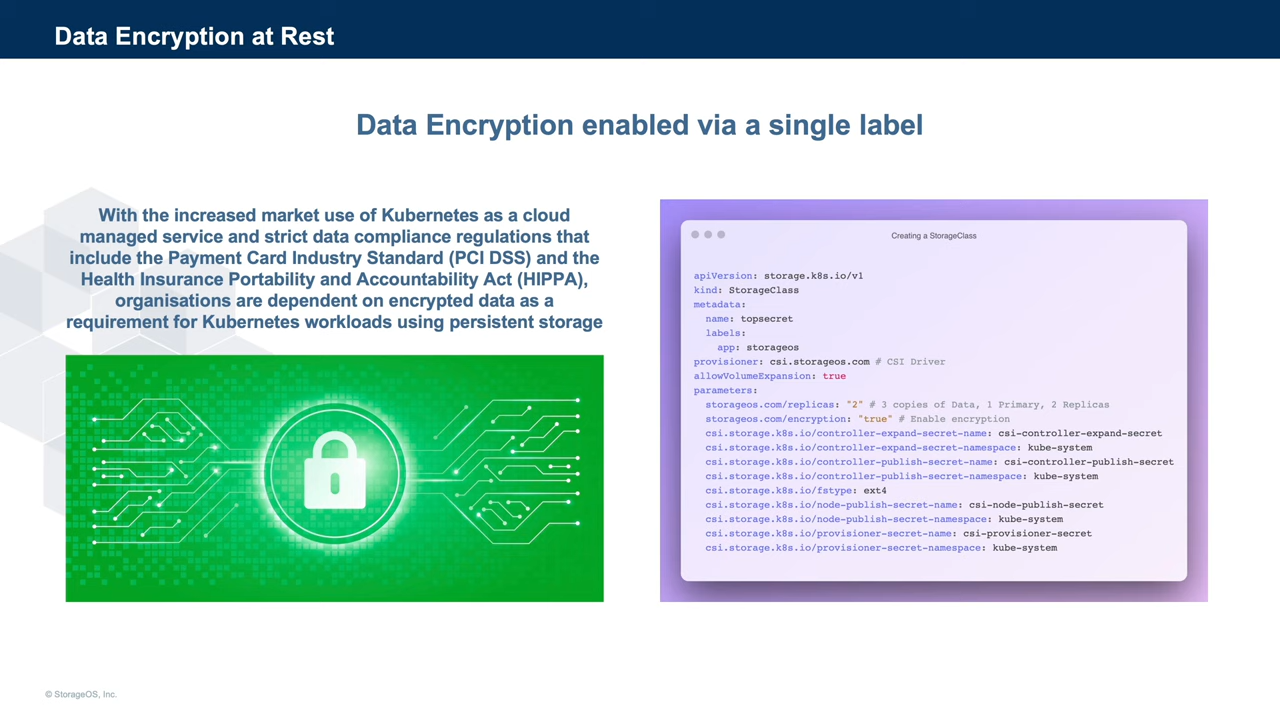 Data Encryption at Rest
Data Encryption enabled via a single label
With the increased market use of Kubernetes as a cloud
managed service and strict data compliance regulations that
include the Payment Card Industry Standard (PCI DSS) and the
Health Insurance Portability and Accountability Act (HIPPA),
organisations are dependent on encrypted data as a
requirement for Kubernetes workloads using persistent storage
Creating a StorageClass
apiVersion: storage.k8s.io/v1
kind: StorageClass
metadata:
  name: topsecret
  labels:
    app: storageos
provisioner: csi.storageos.com # CSI Driver
allowVolumeExpansion: true
parameters:
  storageos.com/replicas: "2" # 3 copies of Data, 1 Primary, 2 Replicas
  storageos.com/encryption: "true" # Enable encryption
  csi.storage.k8s.io/controller-expand-secret-name: csi-controller-expand-secret
  csi.storage.k8s.io/controller-expand-secret-namespace: kube-system
  csi.storage.k8s.io/controller-publish-secret-name: csi-controller-publish-secret
  csi.storage.k8s.io/controller-publish-secret-namespace: kube-system
  csi.storage.k8s.io/fstype: ext4
  csi.storage.k8s.io/node-publish-secret-name: csi-node-publish-secret
  csi.storage.k8s.io/node-publish-secret-namespace: kube-system
  csi.storage.k8s.io/provisioner-secret-name: csi-provisioner-secret
  csi.storage.k8s.io/provisioner-secret-namespace: kube-system
© StorageOS, Inc.